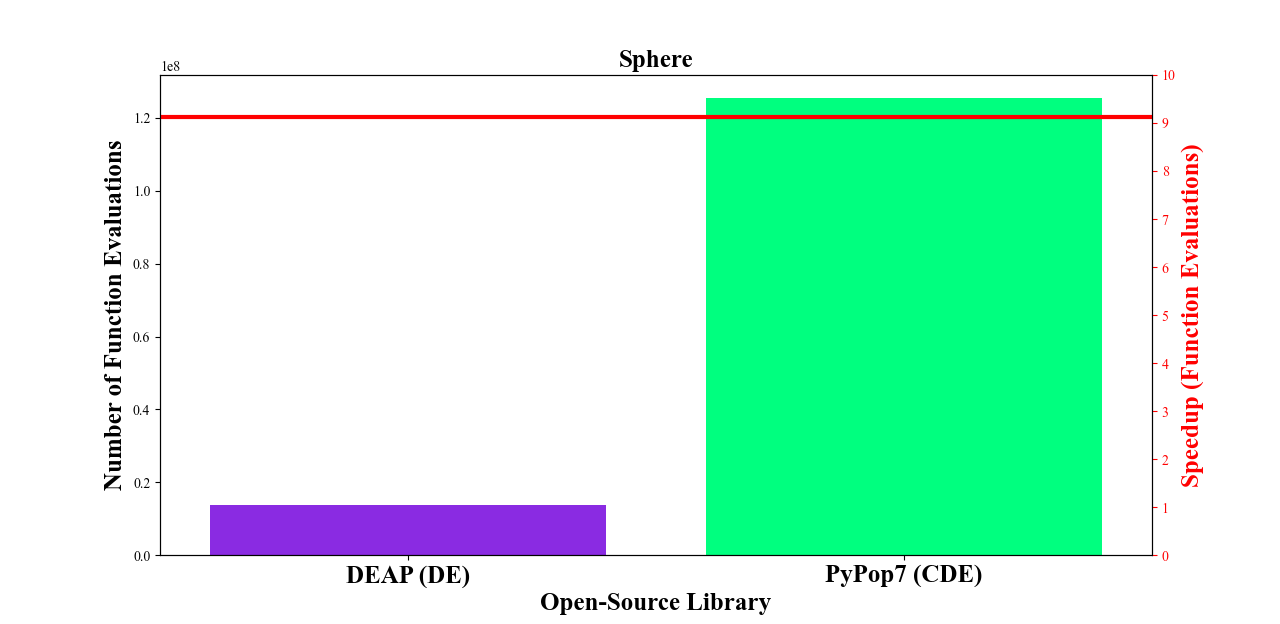 Sphere
1e8
1.2
1.0
0.8
0.6
0.4
0.2
0.0
Number of Function Evaluations
10
9
8
7
6
5
4
3
2
1
0
Speedup (Function Evaluations)
DEAP (DE)
PyPop7 (CDE)
Open-Source Library